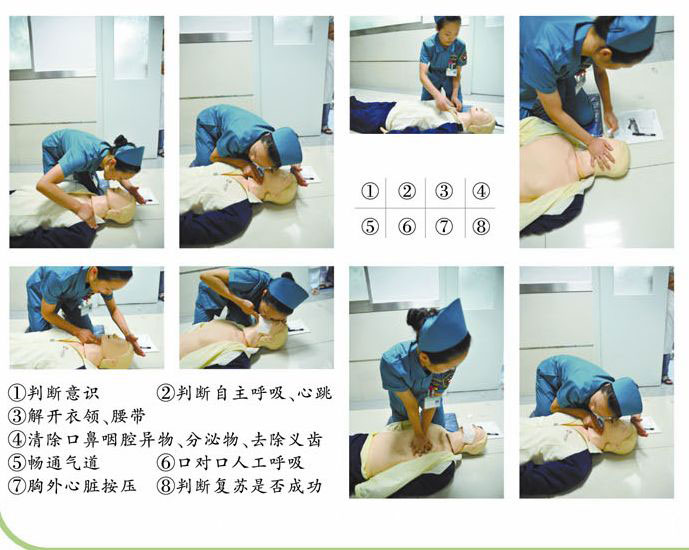 ① ② ③ ④
⑤ ⑥ ⑦ ⑧
①判断意识 ②判断自主呼吸、心跳
③解开衣领、腰带
④清除口鼻咽腔异物、分泌物、去除义齿
⑤畅通气道 ⑥口对口人工呼吸
⑦胸外心脏按压 ⑧判断复苏是否成功